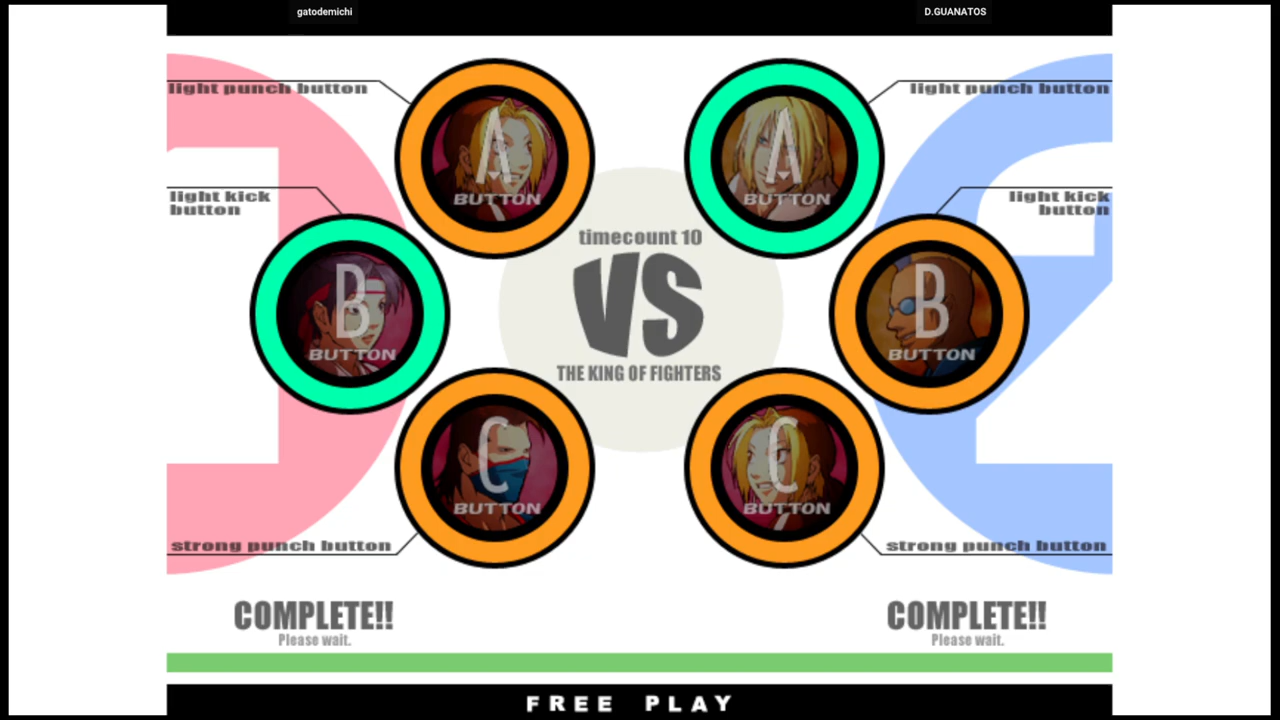 gatodemichi
D.GUANATOS
light punch button
light punch button
A
BUTTON
A
BUTTON
light kick
button
light kick
button
timecount 10
VS
THE KING OF FIGHTERS
B
BUTTON
B
BUTTON
C
BUTTON
C
BUTTON
strong punch button
strong punch button
COMPLETE!!
Please wait.
COMPLETE!!
Please wait.
FREE PLAY